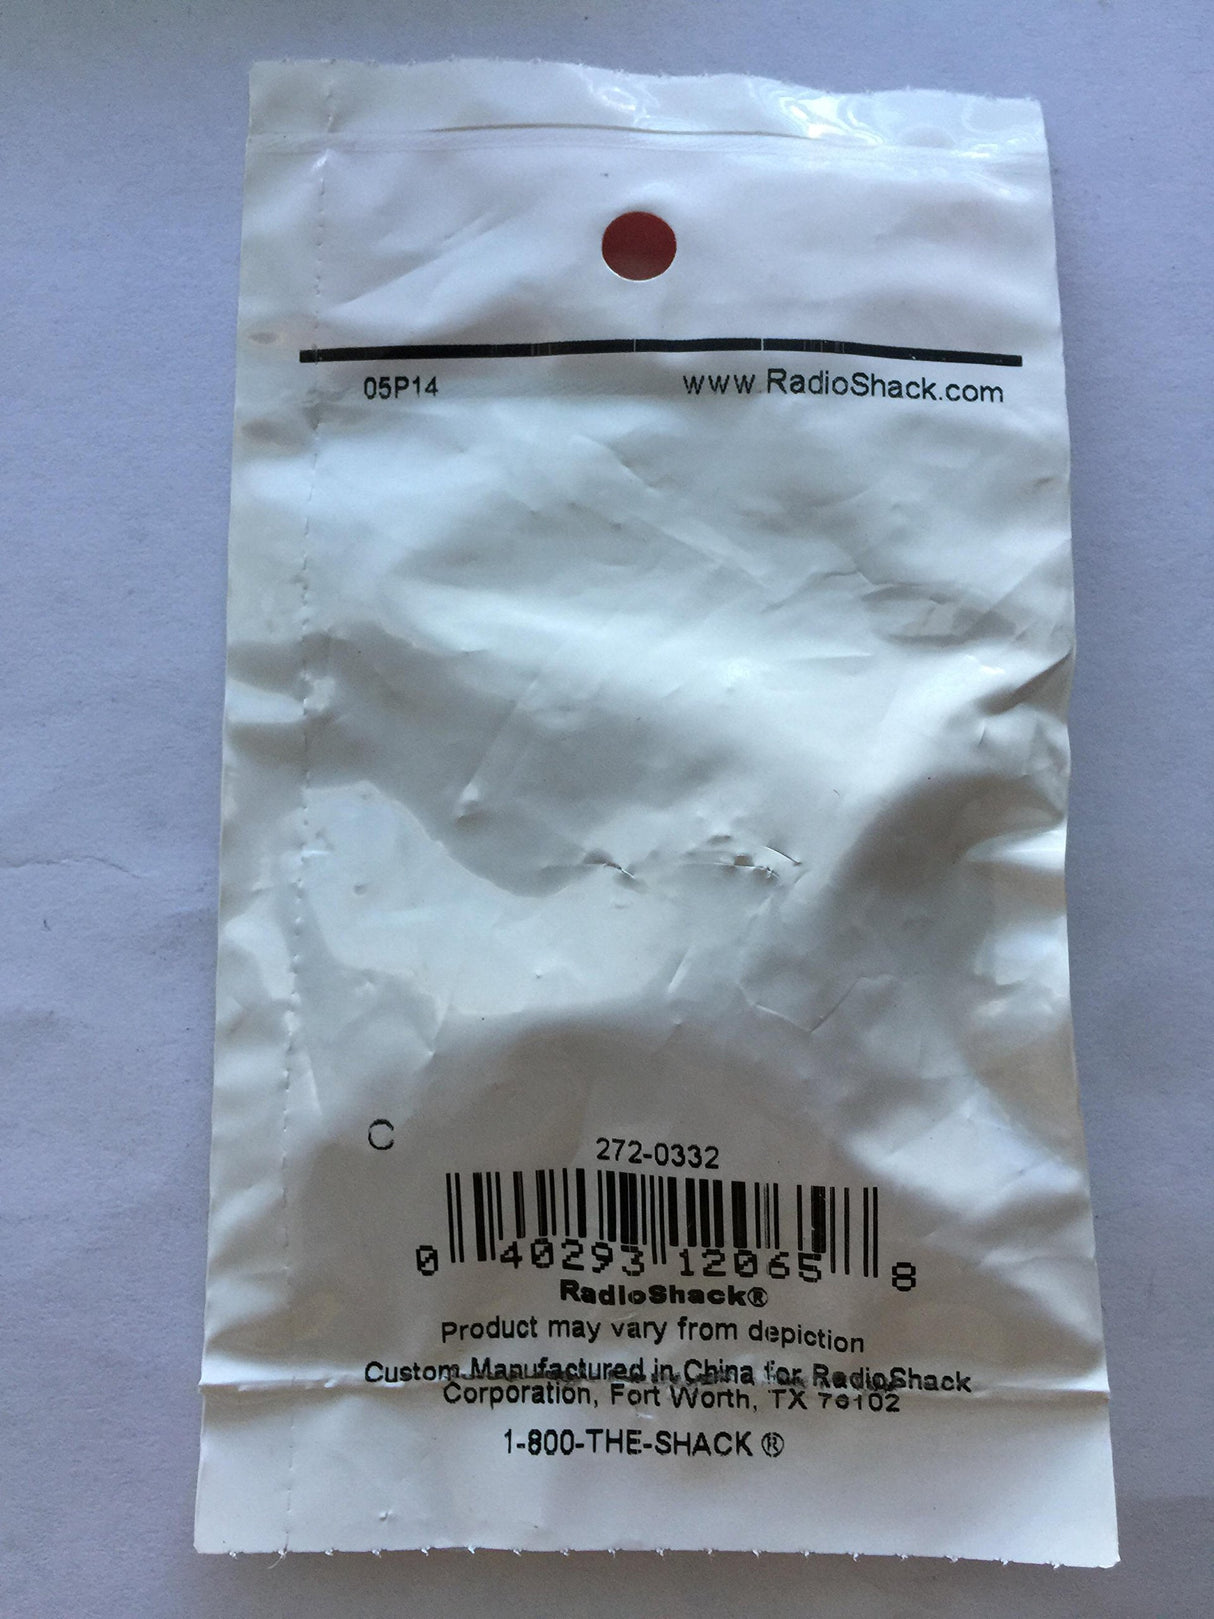 05P14
www.RadioShack.com
C
272-0332
0 40293 12065 8
RadioShack®
Product may vary from depiction
Custom Manufactured in China for RadioShack
Corporation, Fort Worth, TX 76102
1-800-THE-SHACK ®